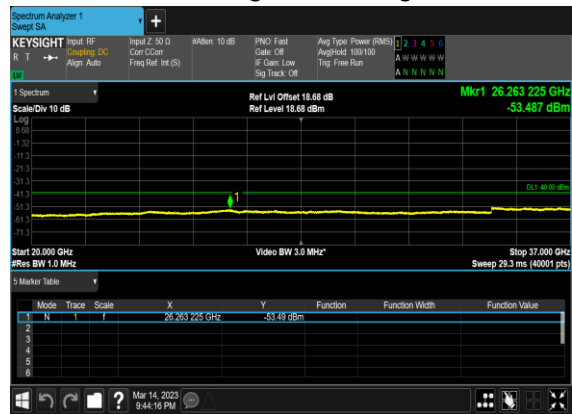 Spectrum Analyzer 1
Swept SA
+
KEYSIGHT Input: RF Input Z: 50 Ω #Atten: 10 dB PNO: Fast Avg Type: Power (RMS) 1 2 3 4 5 6
R T Coupling: DC Corr CCorr Gate: Off Avg|Hold: 100/100 A W W W W W
Align: Auto Freq Ref: Int (S) IF Gain: Low Trig: Free Run
Sig Track: Off A N N N N N
LXI
1 Spectrum Ref Lvl Offset 18.68 dB Mkr1 26.263 225 GHz
Scale/Div 10 dB Ref Level 18.68 dBm -53.487 dBm
Log
8.68
-1.32
-11.3
-21.3
-31.3
-41.3 DL1 -40.00 dBm
1
-51.3
-61.3
-71.3
Start 20.000 GHz Video BW 3.0 MHz* Stop 37.000 GHz
#Res BW 1.0 MHz Sweep 29.3 ms (40001 pts)
5 Marker Table
Mode Trace Scale X Y Function Function Width Function Value
1 N 1 f 26.263 225 GHz -53.49 dBm
2
3
4
5
6
? Mar 14, 2023
9:44:16 PM